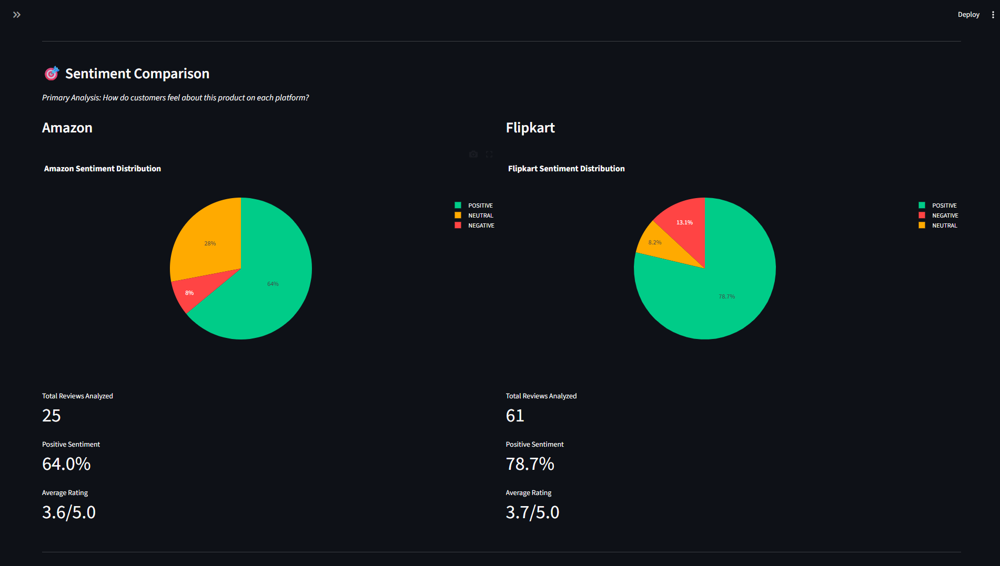 Deploy
Sentiment Comparison
Primary Analysis: How do customers feel about this product on each platform?
Amazon
Amazon Sentiment Distribution
POSITIVE
NEUTRAL
NEGATIVE
28%
64%
8%
Total Reviews Analyzed
25
Positive Sentiment
64.0%
Average Rating
3.6/5.0
Flipkart
Flipkart Sentiment Distribution
POSITIVE
NEGATIVE
NEUTRAL
13.1%
8.2%
78.7%
Total Reviews Analyzed
61
Positive Sentiment
78.7%
Average Rating
3.7/5.0